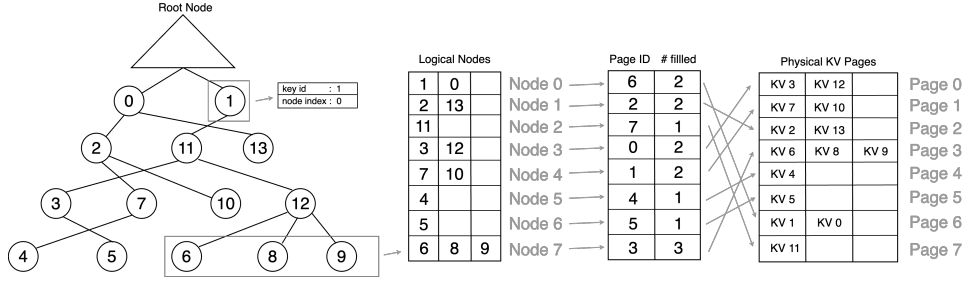 Root Node
0
1
key id : 1
node index : 0
2
11
13
3
7
10
12
4
5
6
8
9
Logical Nodes
1 0 Node 0
2 13 Node 1
11 Node 2
3 12 Node 3
7 10 Node 4
4 Node 5
5 Node 6
6 8 9 Node 7
Page ID # fillled
6 2
2 2
7 1
0 2
1 2
4 1
5 1
3 3
Physical KV Pages
KV 3 KV 12 Page 0
KV 7 KV 10 Page 1
KV 2 KV 13 Page 2
KV 6 KV 8 KV 9 Page 3
KV 4 Page 4
KV 5 Page 5
KV 1 KV 0 Page 6
KV 11 Page 7